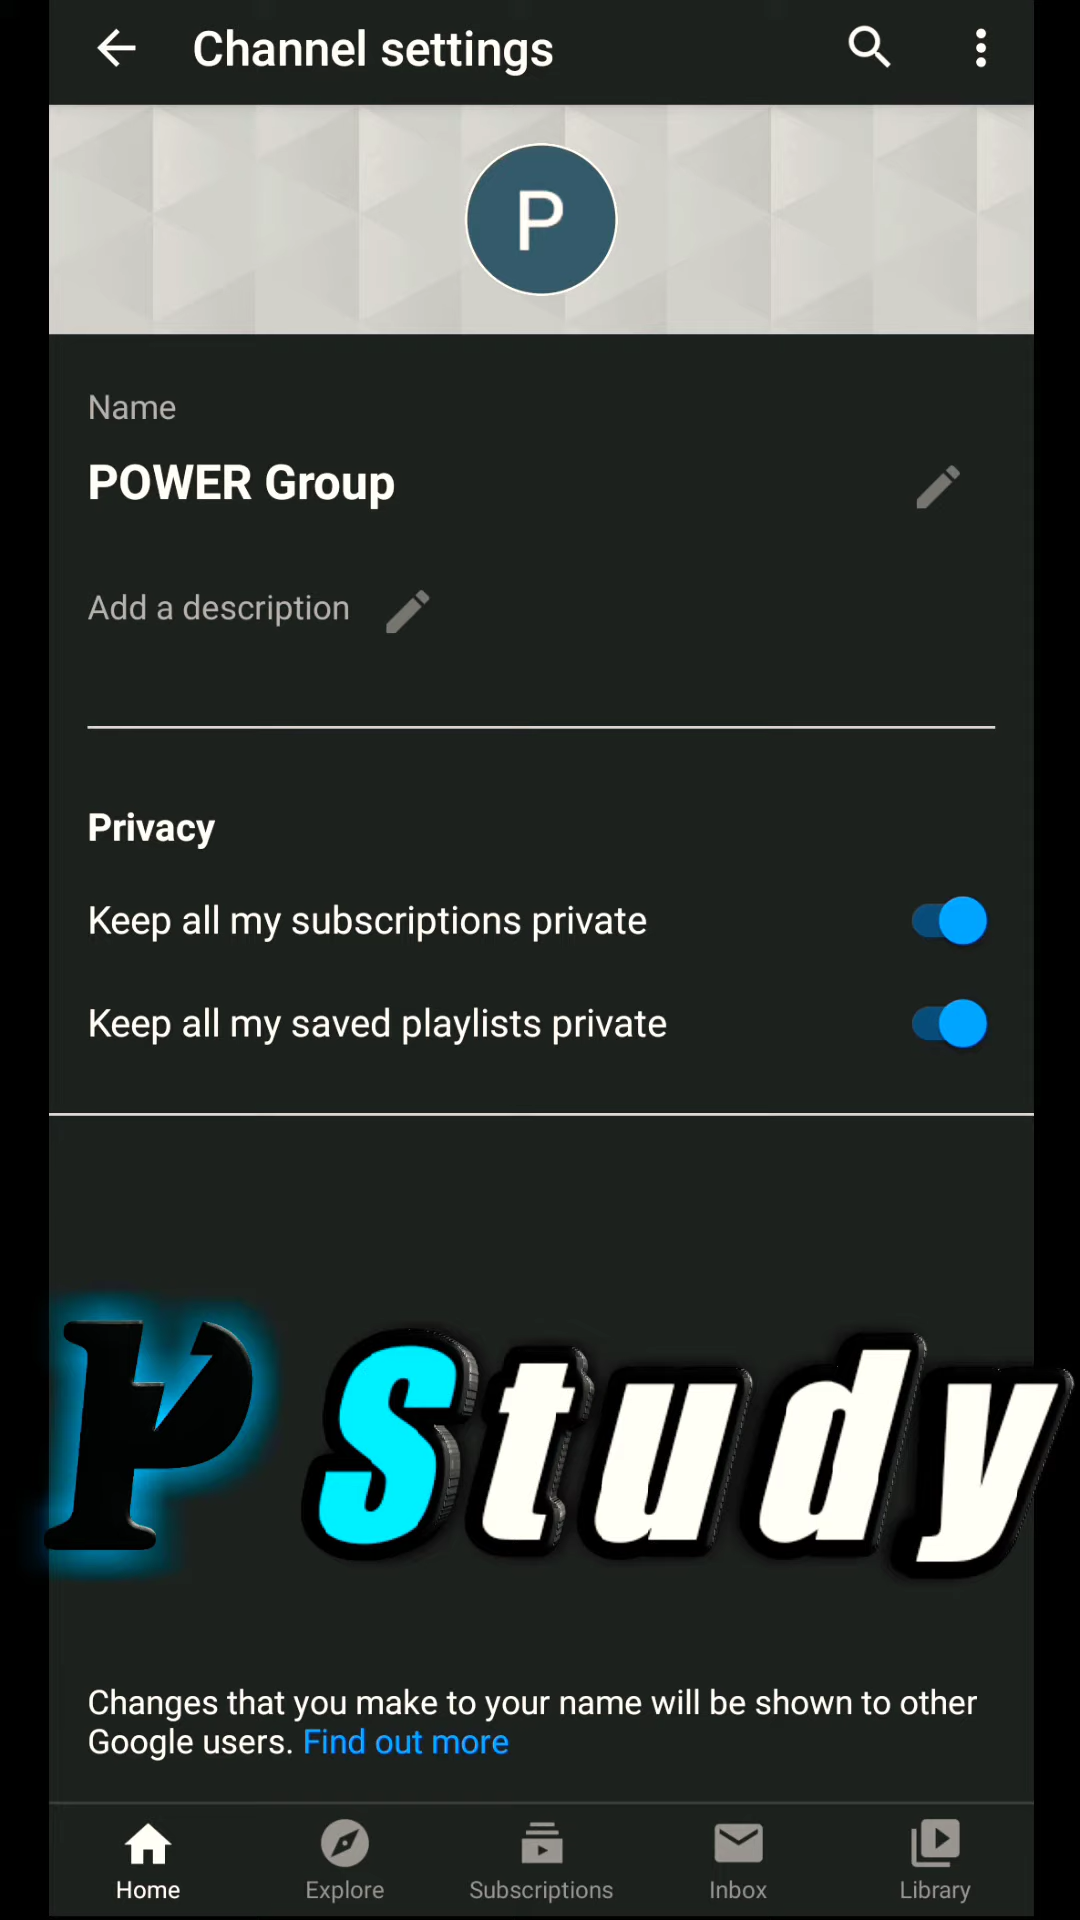 Channel settings
P
Name
POWER Group
Add a description
Privacy
Keep all my subscriptions private
Keep all my saved playlists private
P Study
Changes that you make to your name will be shown to other
Google users. Find out more
Home Explore Subscriptions Inbox Library